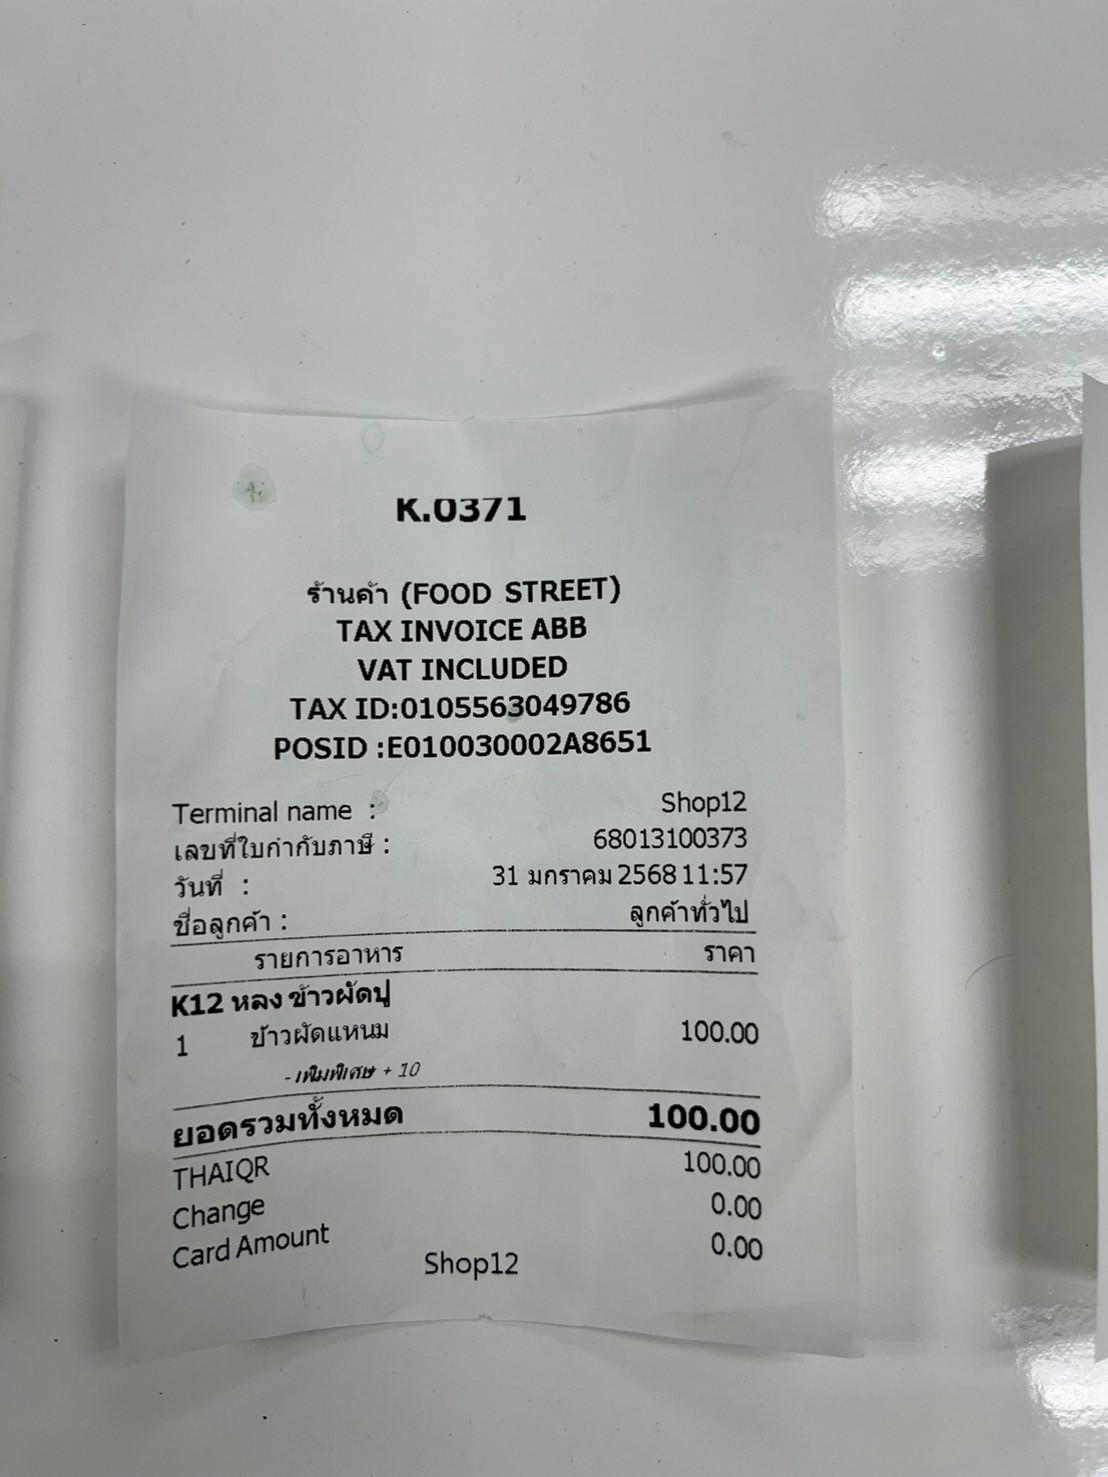 K.0371
ร้านค้า (FOOD STREET)
TAX INVOICE ABB
VAT INCLUDED
TAX ID:0105563049786
POSID :E010030002A8651
Terminal name : Shop12
เลขที่ใบกำกับภาษี : 68013100373
วันที่ : 31 มกราคม 2568 11:57
ชื่อลูกค้า : ลูกค้าทั่วไป
รายการอาหาร ราคา
K12 หลง ข้าวผัดปู
1 ข้าวผัดแหนม 100.00
- เพิ่มพิเศษ + 10
ยอดรวมทั้งหมด 100.00
THAIQR 100.00
Change 0.00
Card Amount 0.00
Shop12